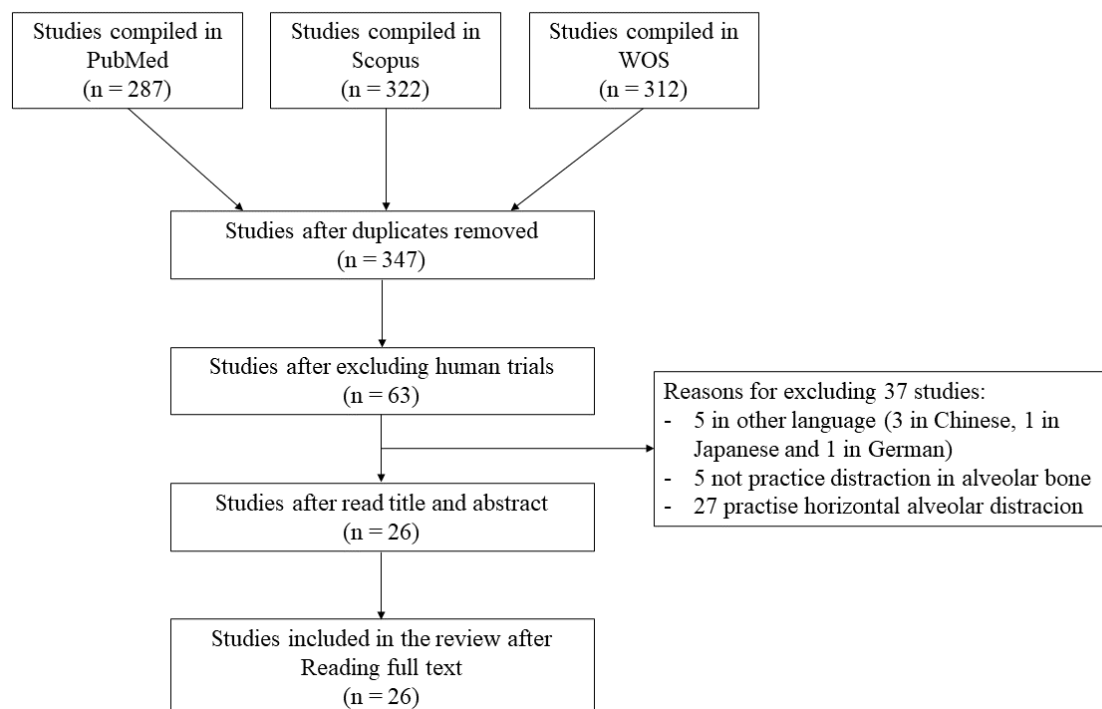 Studies compiled in
PubMed
(n = 287)
Studies compiled in
Scopus
(n = 322)
Studies compiled in
WOS
(n = 312)
Studies after duplicates removed
(n = 347)
Studies after excluding human trials
(n = 63)
Reasons for excluding 37 studies:
- 5 in other language (3 in Chinese, 1 in
Japanese and 1 in German)
- 5 not practice distraction in alveolar bone
- 27 practise horizontal alveolar distracion
Studies after read title and abstract
(n = 26)
Studies included in the review after
Reading full text
(n = 26)